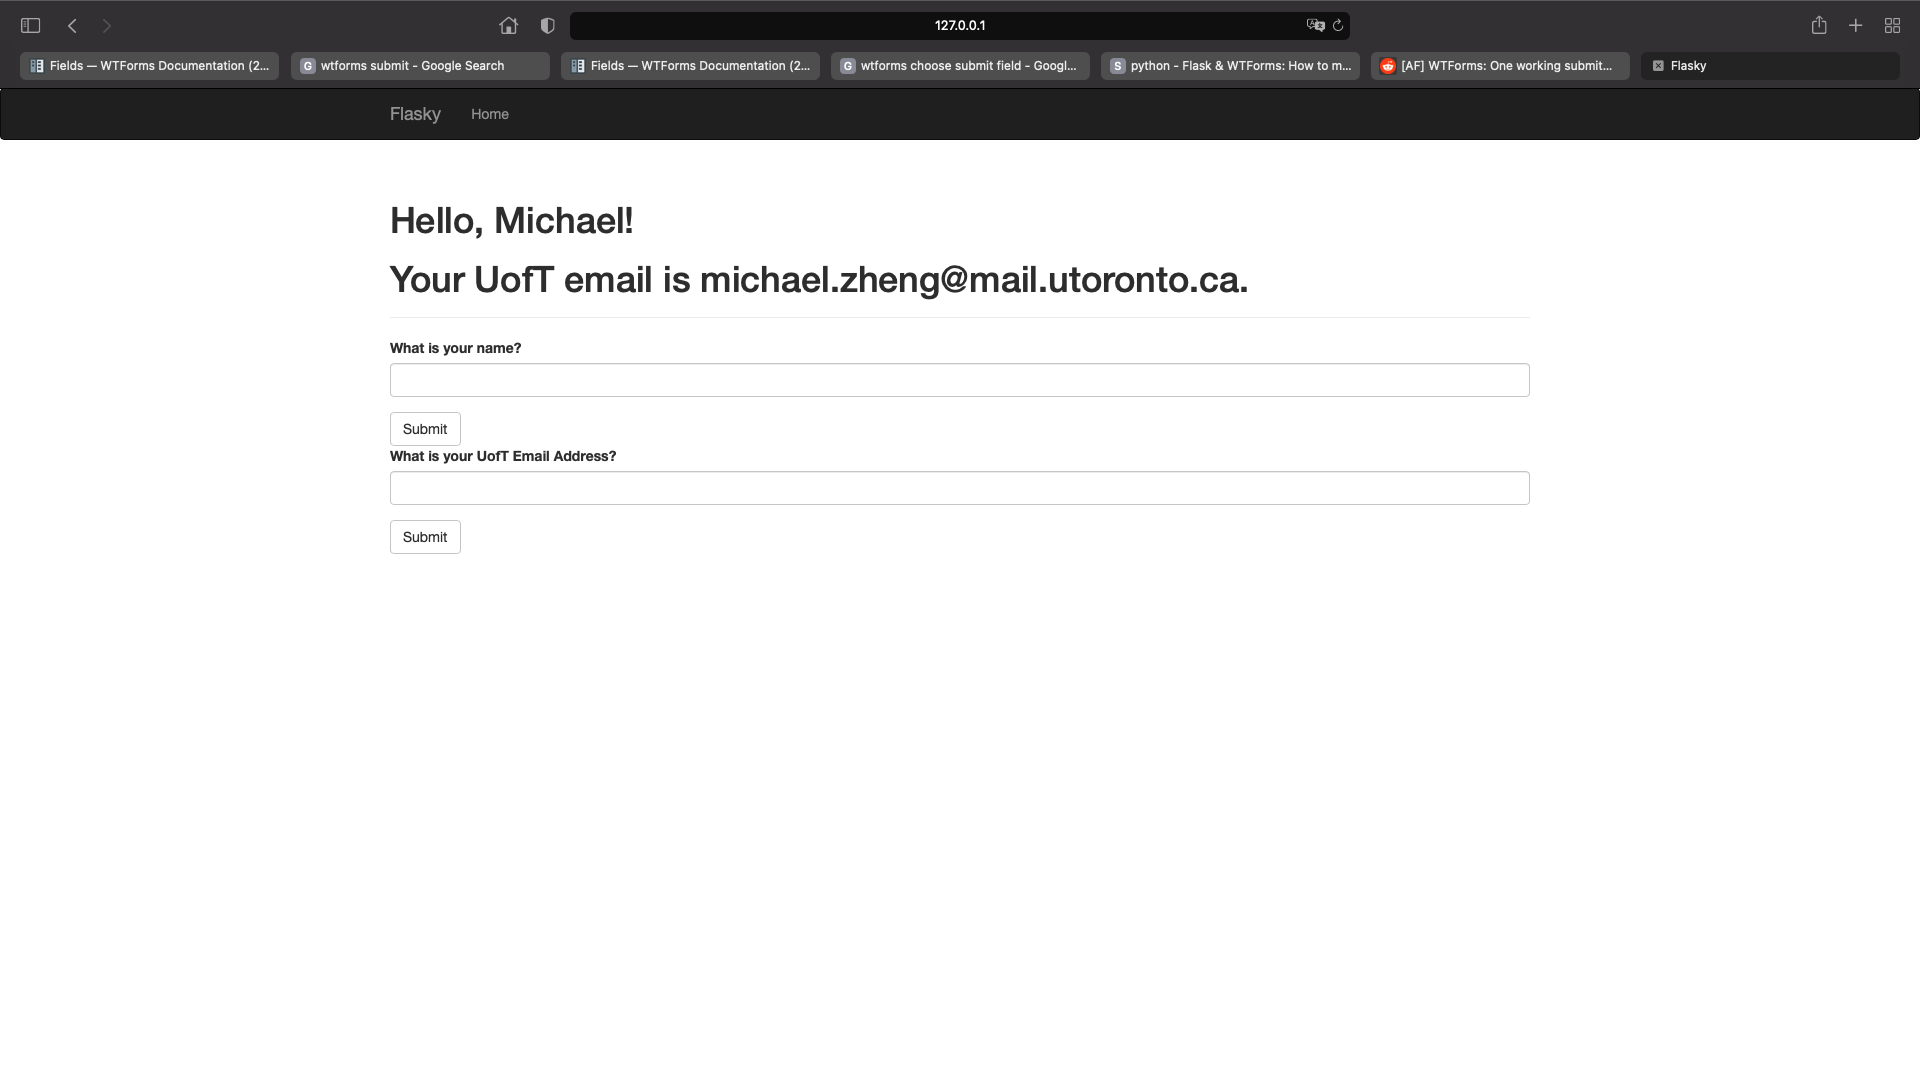 127.0.0.1
Fields — WTForms Documentation (2...
G wtforms submit - Google Search
Fields — WTForms Documentation (2...
G wtforms choose submit field - Googl...
S python - Flask & WTForms: How to m...
[AF] WTForms: One working submit...
Flasky
Flasky Home
Hello, Michael!
Your UofT email is michael.zheng@mail.utoronto.ca.
What is your name?
Submit
What is your UofT Email Address?
Submit